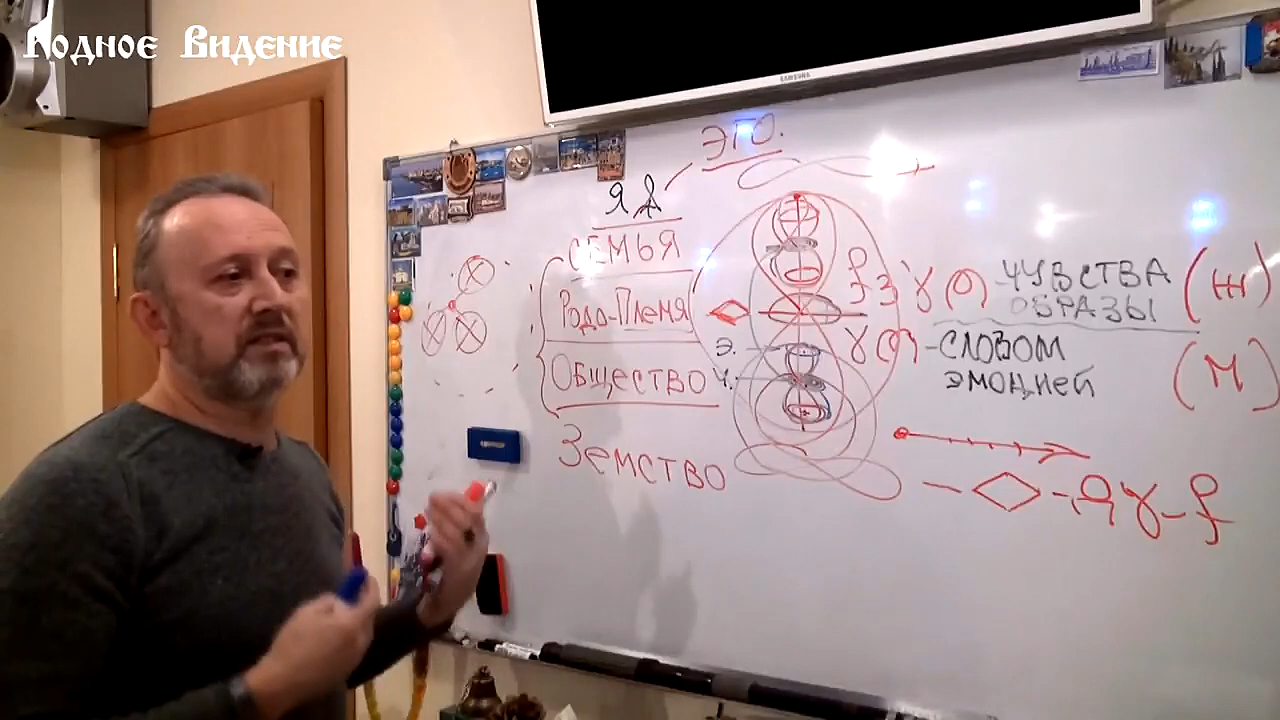 Родное Видение
SAMSUNG
ЭГО.
Я
СЕМЬЯ
Родо-Племя
Общество
Земство
Э.
Ч.
- ЧУВСТВА (Ж)
ОБРАЗЫ
- СЛОВОМ (М)
ЭМОЦИЕЙ